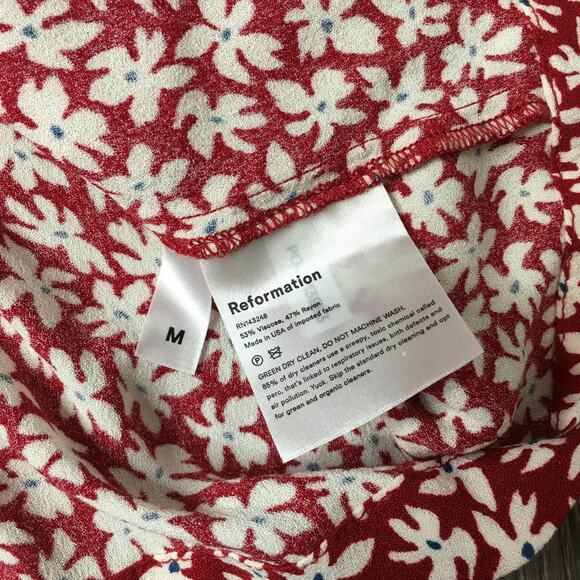 M
Reformation
RN143248
53% Viscose, 47% Rayon.
Made in USA of imported fabric
P
GREEN DRY CLEAN. DO NOT MACHINE WASH.
85% of dry cleaners use a creepy, toxic chemical called
perc, that's linked to respiratory issues, birth defects and
air pollution. Yuck. Skip the standard dry cleaning and opt
for green and organic cleaners.